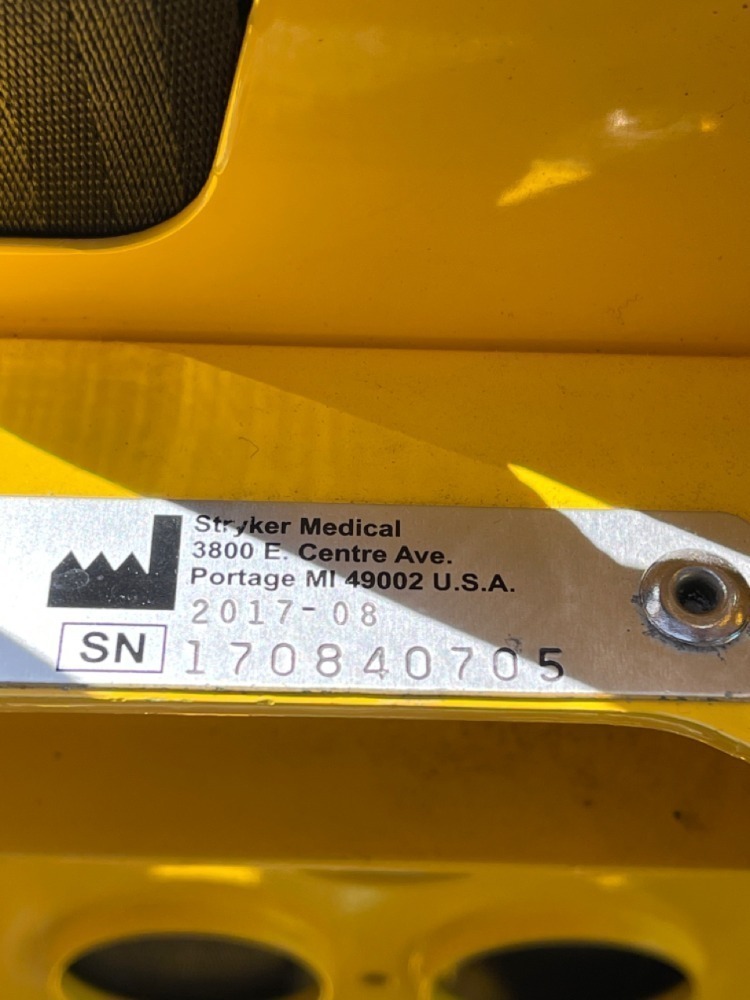 Stryker Medical
3800 E. Centre Ave.
Portage MI 49002 U.S.A.
2017-08
SN 170840705